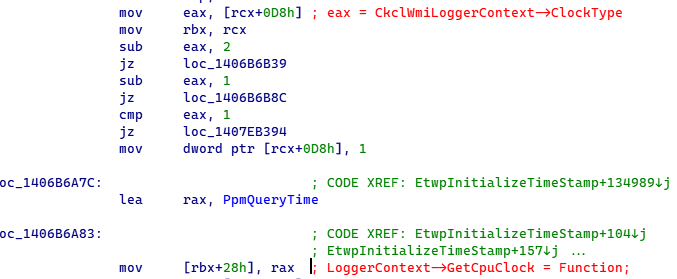 mov eax, [rcx+0D8h] ; eax = CkclWmiLoggerContext->ClockType
mov rbx, rcx
sub eax, 2
jz loc_1406B6B39
sub eax, 1
jz loc_1406B6B8C
cmp eax, 1
jz loc_1407EB394
mov dword ptr [rcx+0D8h], 1
oc_1406B6A7C: ; CODE XREF: EtwpInitializeTimeStamp+134989↓j
lea rax, PpmQueryTime
oc_1406B6A83: ; CODE XREF: EtwpInitializeTimeStamp+104↓j
; EtwpInitializeTimeStamp+157↓j ...
mov [rbx+28h], rax ; LoggerContext->GetCpuClock = Function;